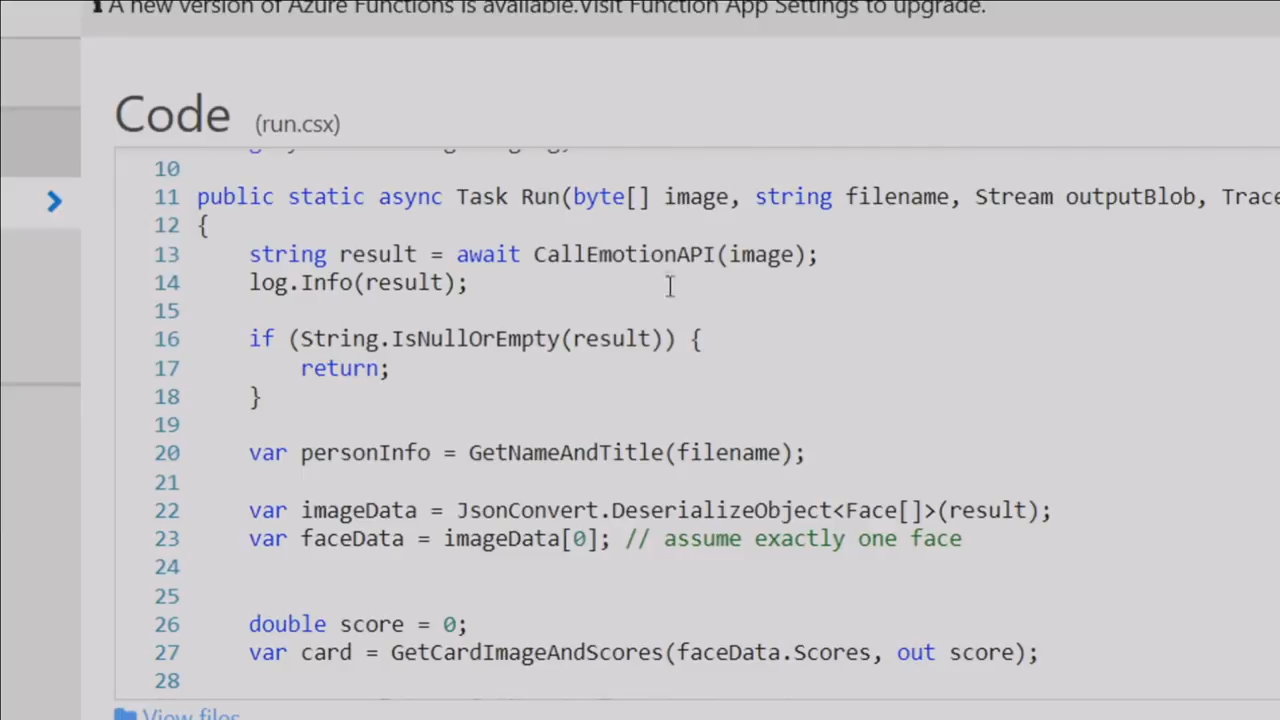 A new version of Azure Functions is available.Visit Function App Settings to upgrade.
Code (run.csx)
10
11 public static async Task Run(byte[] image, string filename, Stream outputBlob, Trace
12 {
13 string result = await CallEmotionAPI(image);
14 log.Info(result);
15
16 if (String.IsNullOrEmpty(result)) {
17 return;
18 }
19
20 var personInfo = GetNameAndTitle(filename);
21
22 var imageData = JsonConvert.DeserializeObject<Face[]>(result);
23 var faceData = imageData[0]; // assume exactly one face
24
25
26 double score = 0;
27 var card = GetCardImageAndScores(faceData.Scores, out score);
28
View files